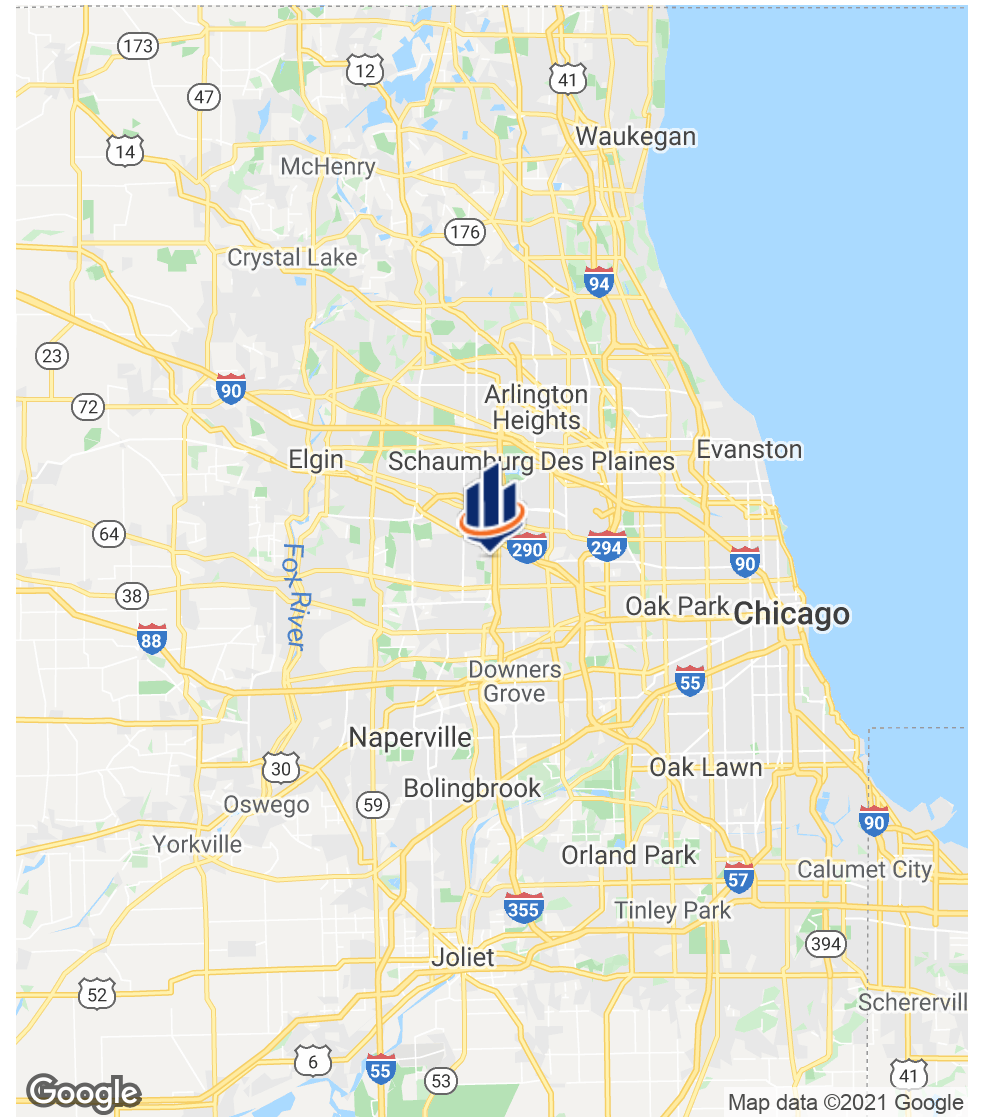 173
12
41
47
14
Waukegan
McHenry
176
Crystal Lake
94
23
90
72
Arlington
Heights
Evanston
Elgin
Schaumburg
Des Plaines
64
Fox River
290
294
90
38
Oak Park
Chicago
88
Downers
Grove
55
Naperville
30
Oak Lawn
Bolingbrook
Oswego
59
90
Yorkville
Orland Park
Calumet City
57
355
Tinley Park
394
Joliet
52
Scherervill
6
55
53
41
Google
Map data ©2021 Google